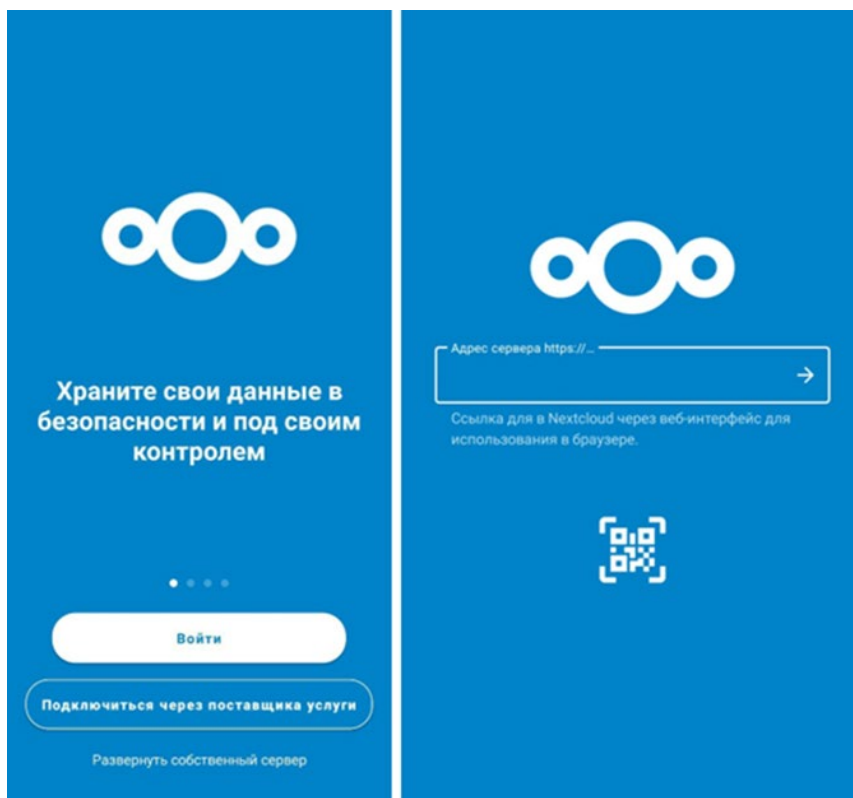 Храните свои данные в
безопасности и под своим
контролем
Войти
Подключиться через поставщика услуги
Развернуть собственный сервер
Адрес сервера https://...
Ссылка для в Nextcloud через веб-интерфейс для
использования в браузере.